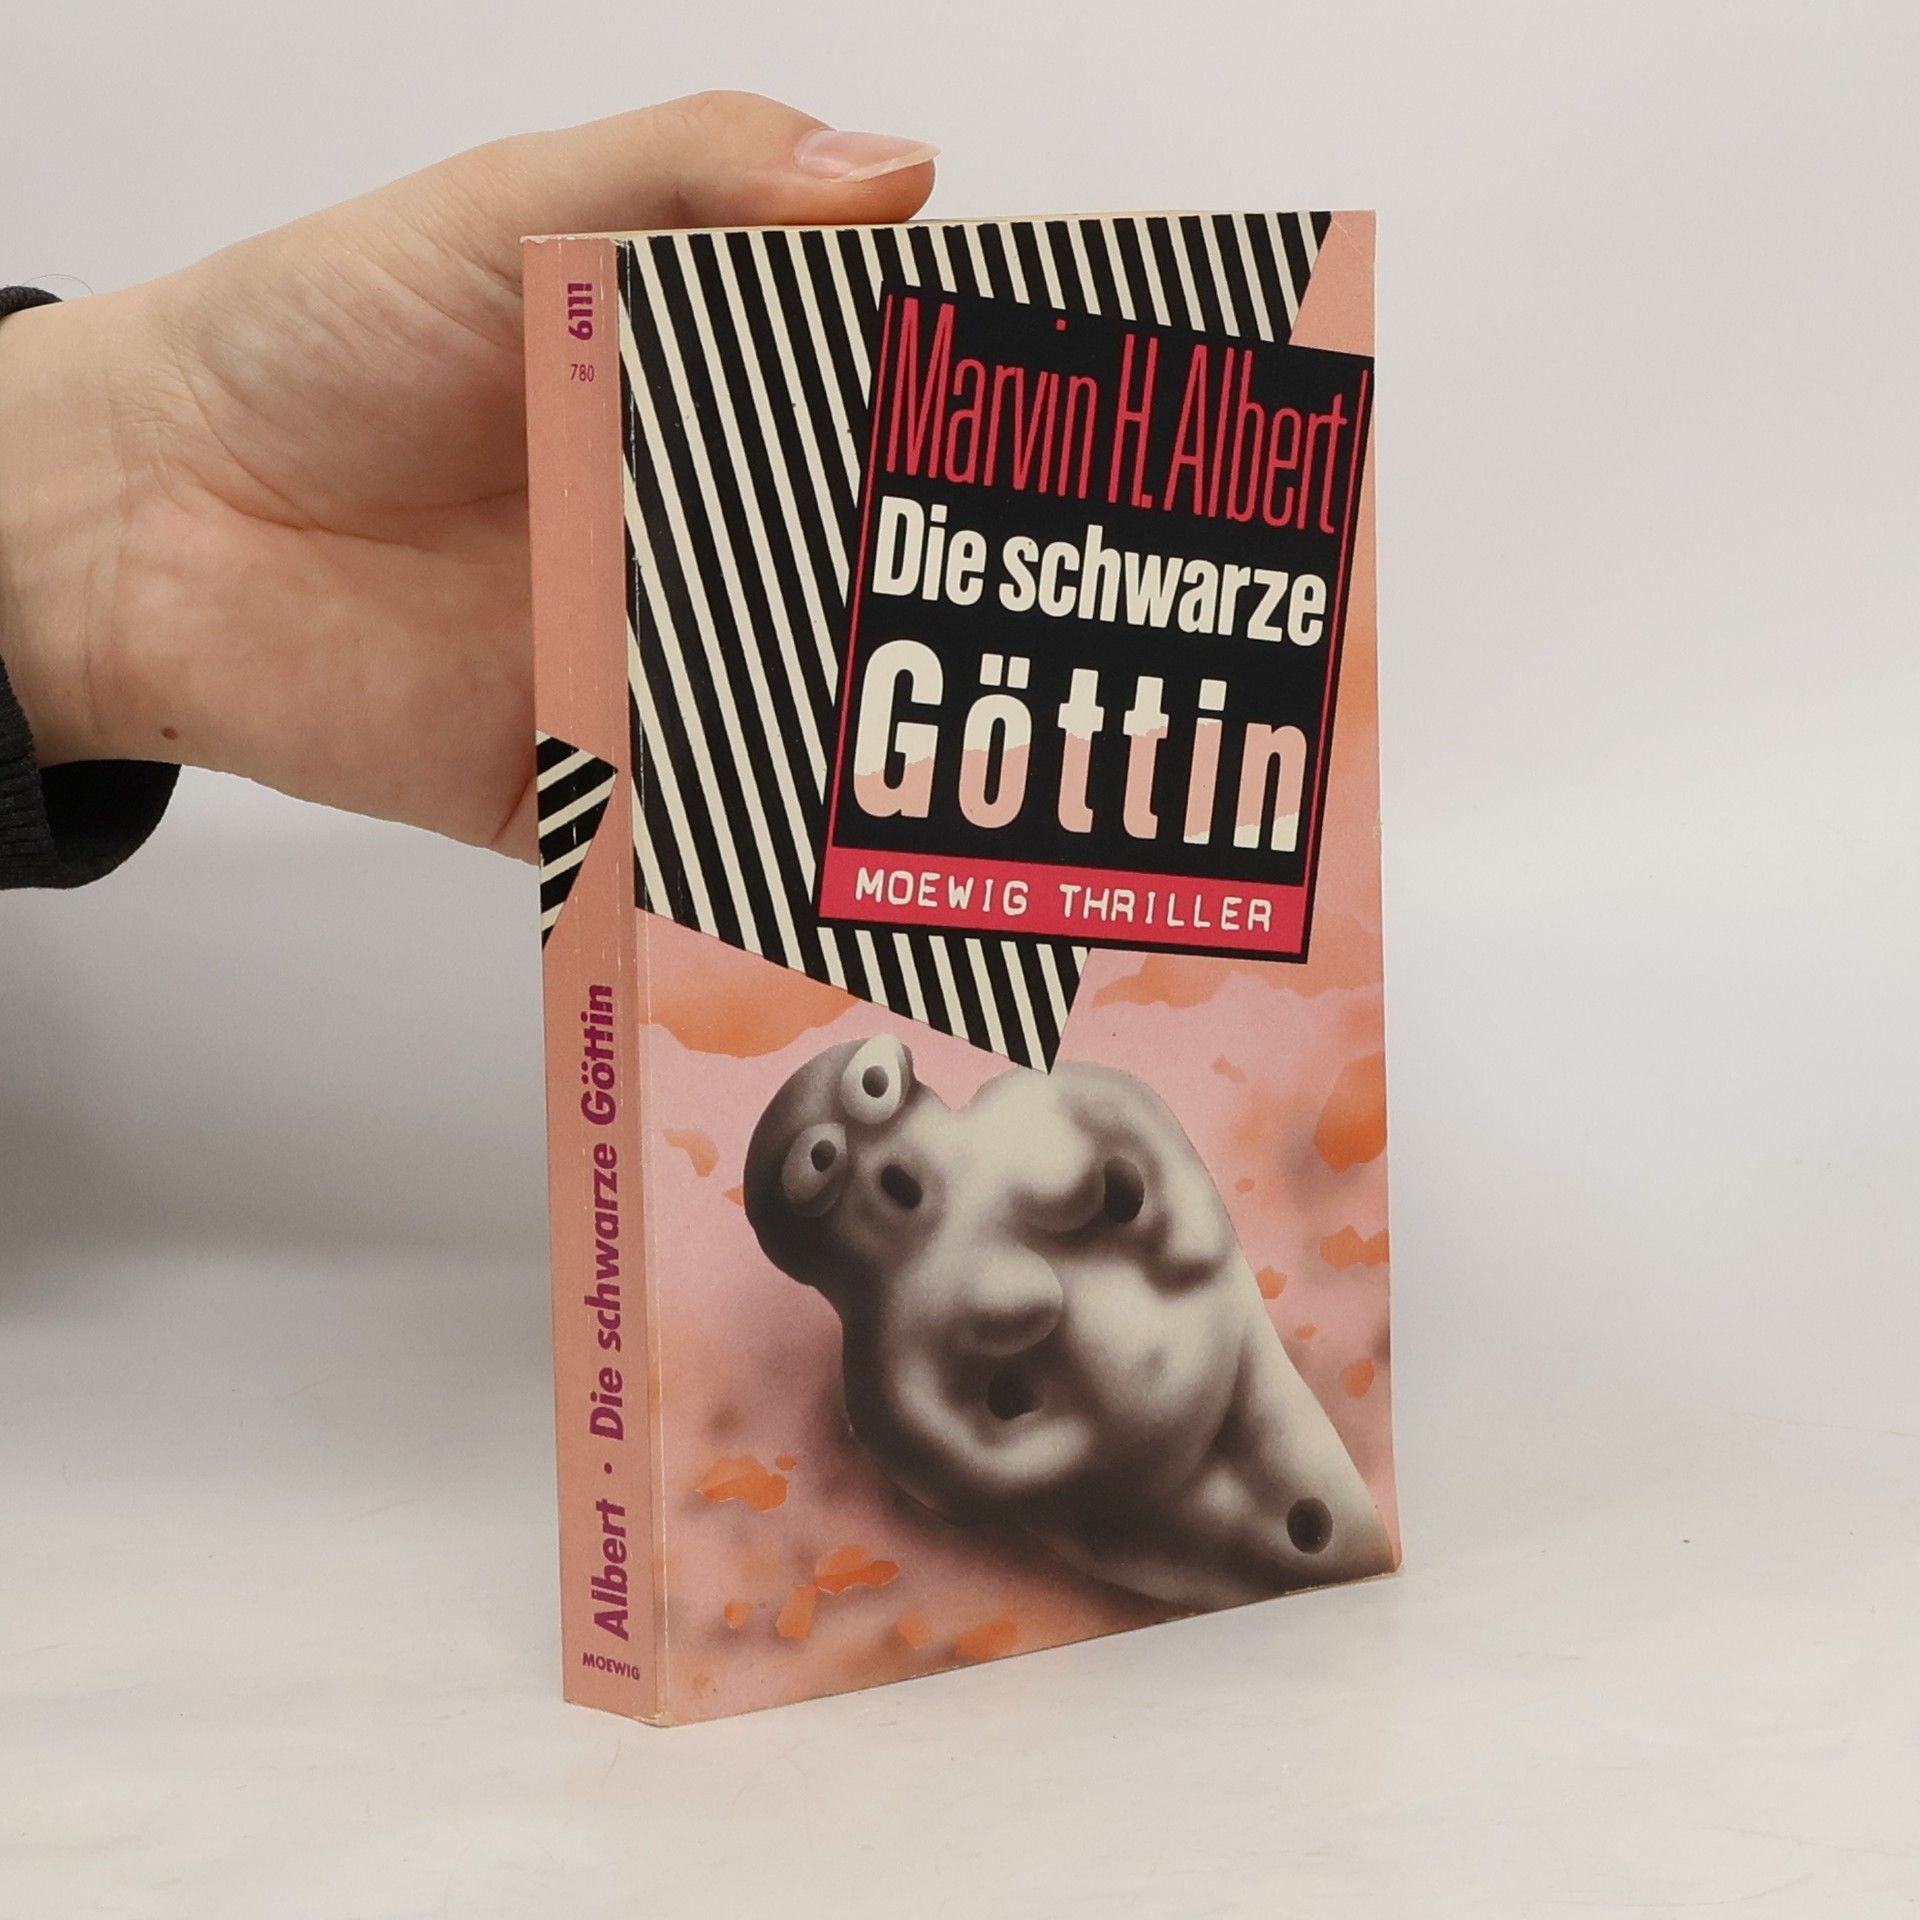 6111
780
Albert · Die schwarze Göttin
MOEWIG
Marvin H. Albert
Die schwarze
Göttin
MOEWIG THRILLER